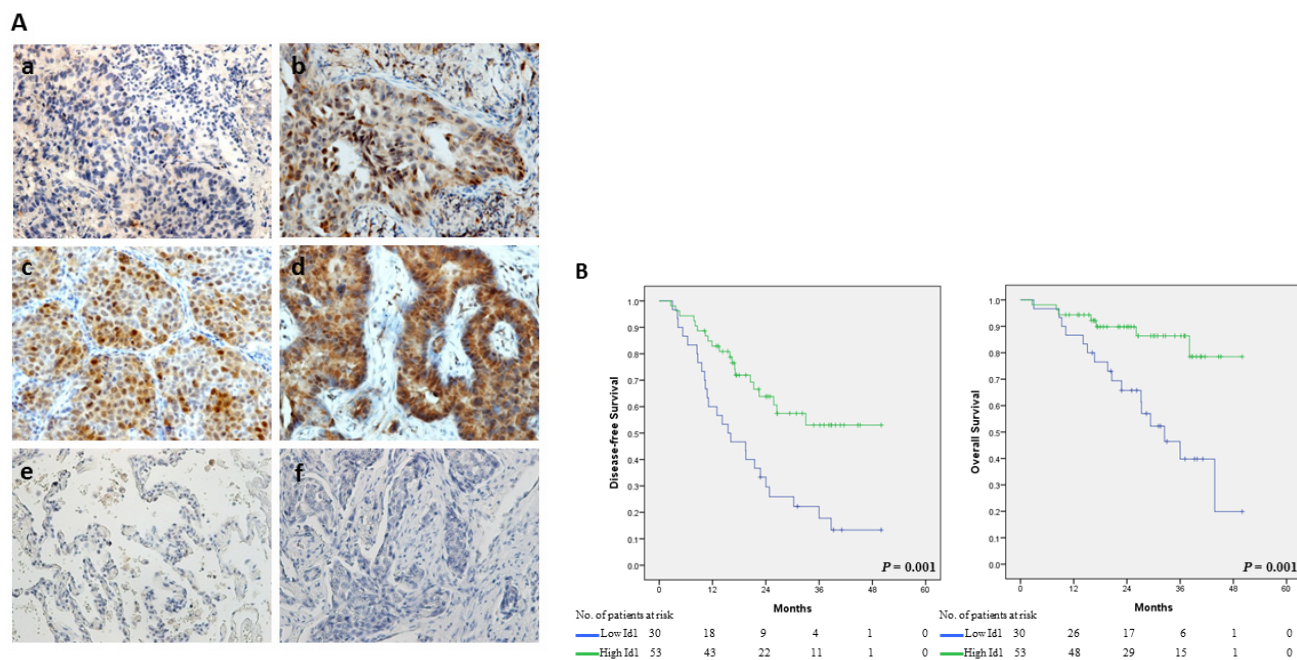 A
a
b
c
d
e
f
B
1.0
0.9
0.8
0.7
0.6
0.5
0.4
0.3
0.2
0.1
0.0
Disease-free Survival
P = 0.001
0 12 24 36 48 60
Months
No. of patients at risk
Low Id1 30 18 9 4 1 0
High Id1 53 43 22 11 1 0
1.0
0.9
0.8
0.7
0.6
0.5
0.4
0.3
0.2
0.1
0.0
Overall Survival
P = 0.001
0 12 24 36 48 60
Months
No. of patients at risk
Low Id1 30 26 17 6 1 0
High Id1 53 48 29 15 1 0